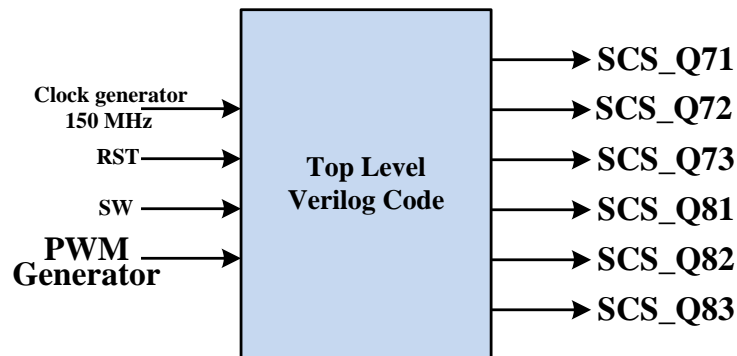 Clock generator
150 MHz
RST
SW
PWM
Generator
Top Level
Verilog Code
SCS_Q71
SCS_Q72
SCS_Q73
SCS_Q81
SCS_Q82
SCS_Q83